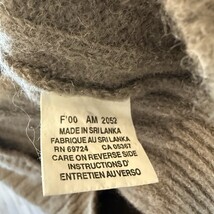 F'00 AM 2052
MADE IN SRI LANKA
FABRIQUE AU SRI LANKA
RN 69724 CA 05367
CARE ON REVERSE SIDE
INSTRUCTIONS D'
ENTRETIEN AU VERSO